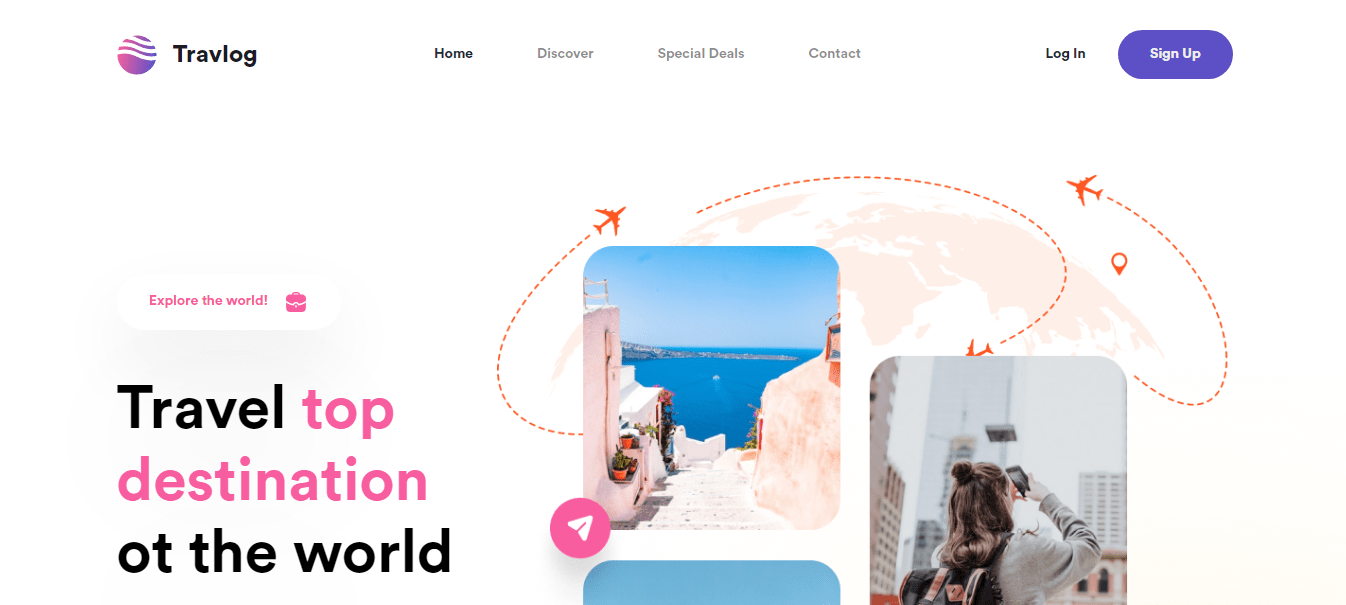 Travlog
Home
Discover
Special Deals
Contact
Log In
Sign Up
Explore the world!
Travel top
destination
ot the world